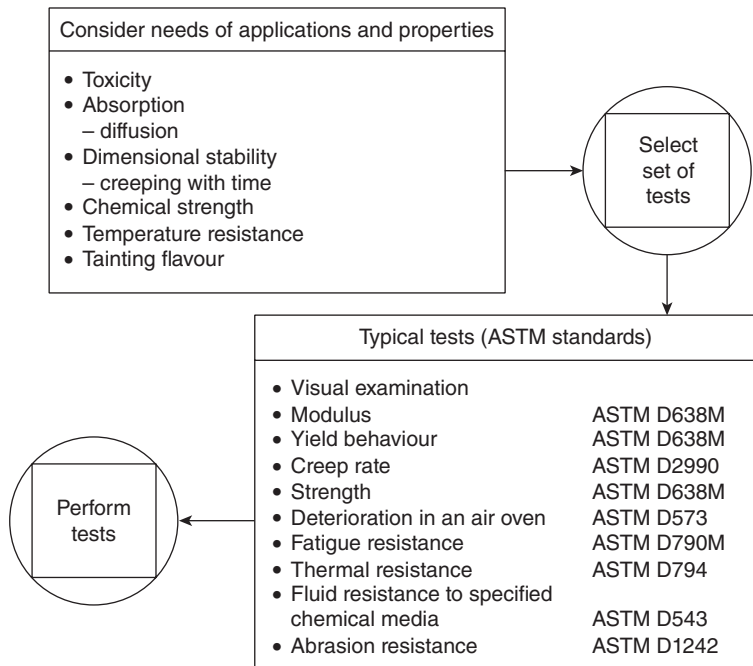 Consider needs of applications and properties
• Toxicity
• Absorption
– diffusion
• Dimensional stability
– creeping with time
• Chemical strength
• Temperature resistance
• Tainting flavour
Select
set of
tests
Typical tests (ASTM standards)
• Visual examination
• Modulus ASTM D638M
• Yield behaviour ASTM D638M
• Creep rate ASTM D2990
• Strength ASTM D638M
• Deterioration in an air oven ASTM D573
• Fatigue resistance ASTM D790M
• Thermal resistance ASTM D794
• Fluid resistance to specified
chemical media ASTM D543
• Abrasion resistance ASTM D1242
Perform
tests